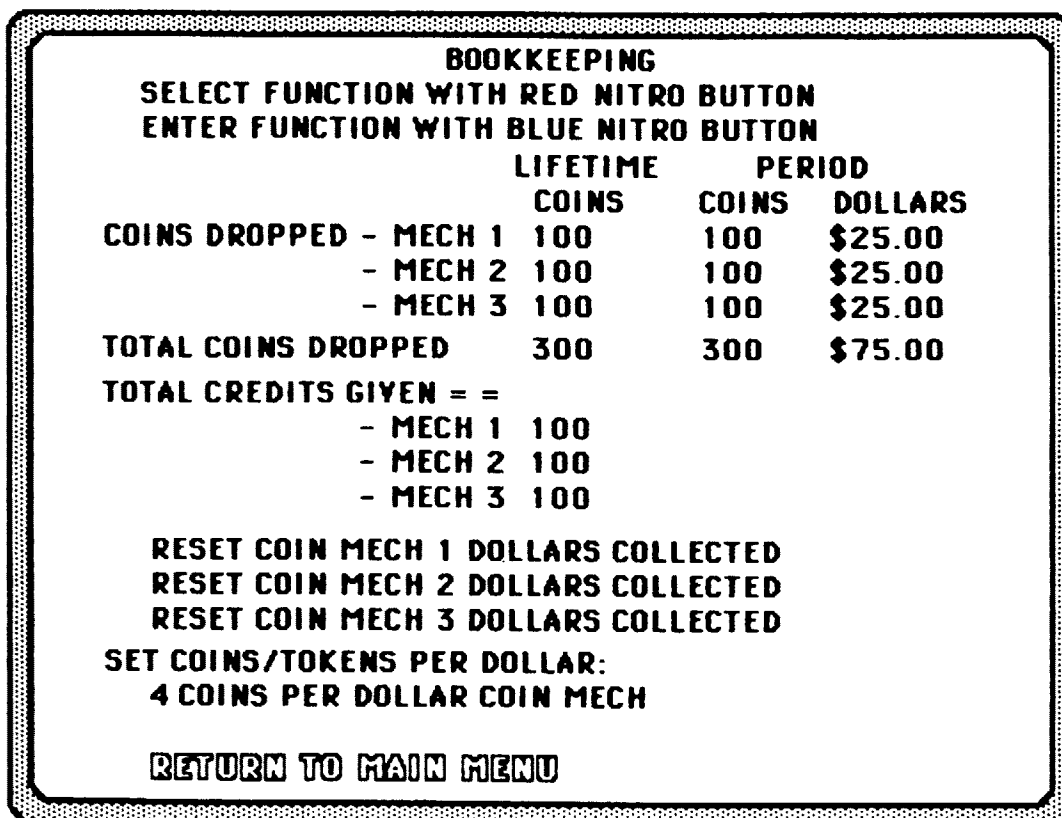 BOOKKEEPING
SELECT FUNCTION WITH RED NITRO BUTTON
ENTER FUNCTION WITH BLUE NITRO BUTTON
LIFETIME PERIOD
COINS COINS DOLLARS
COINS DROPPED - MECH 1 100 100 $25.00
- MECH 2 100 100 $25.00
- MECH 3 100 100 $25.00
TOTAL COINS DROPPED 300 300 $75.00
TOTAL CREDITS GIVEN = =
- MECH 1 100
- MECH 2 100
- MECH 3 100
RESET COIN MECH 1 DOLLARS COLLECTED
RESET COIN MECH 2 DOLLARS COLLECTED
RESET COIN MECH 3 DOLLARS COLLECTED
SET COINS/TOKENS PER DOLLAR:
4 COINS PER DOLLAR COIN MECH
RETURN TO MAIN MENU